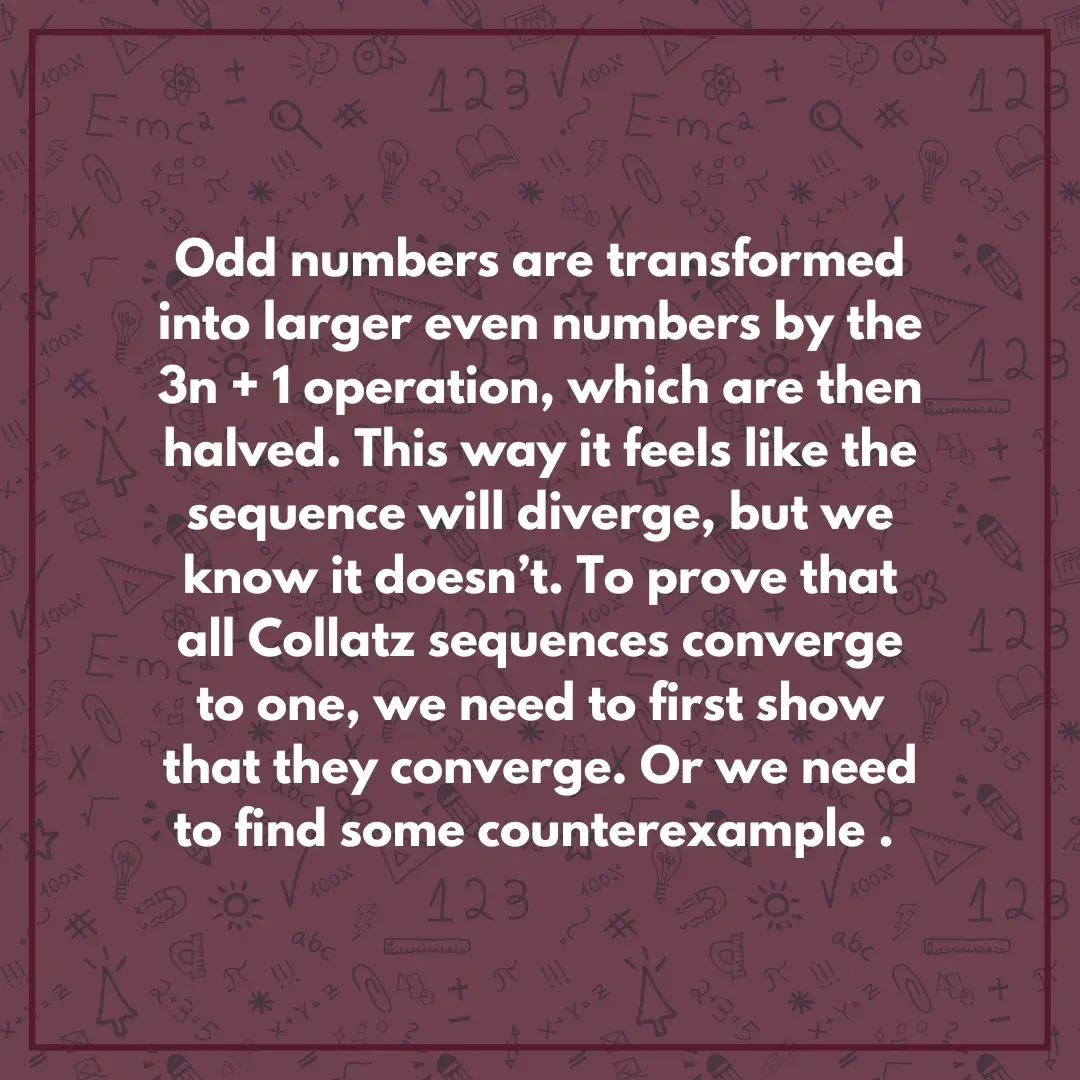 Odd numbers are transformed
into larger even numbers by the
3n + 1 operation, which are then
halved. This way it feels like the
sequence will diverge, but we
know it doesn’t. To prove that
all Collatz sequences converge
to one, we need to first show
that they converge. Or we need
to find some counterexample .